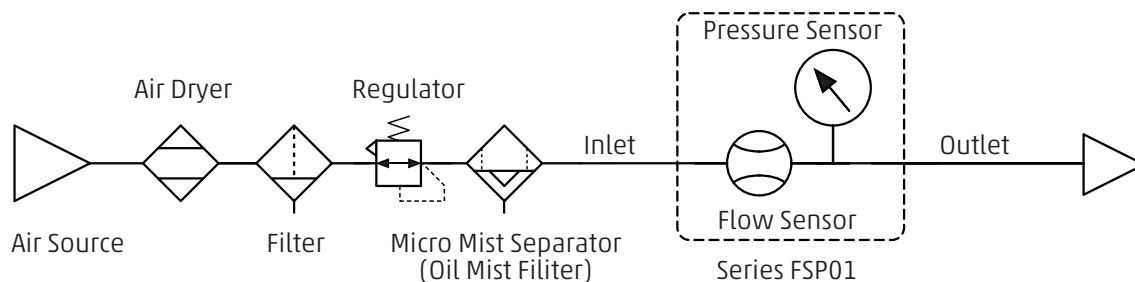 Pressure Sensor
Air Dryer
Regulator
Inlet
Outlet
Air Source
Filter
Micro Mist Separator
(Oil Mist Filiter)
Flow Sensor
Series FSP01